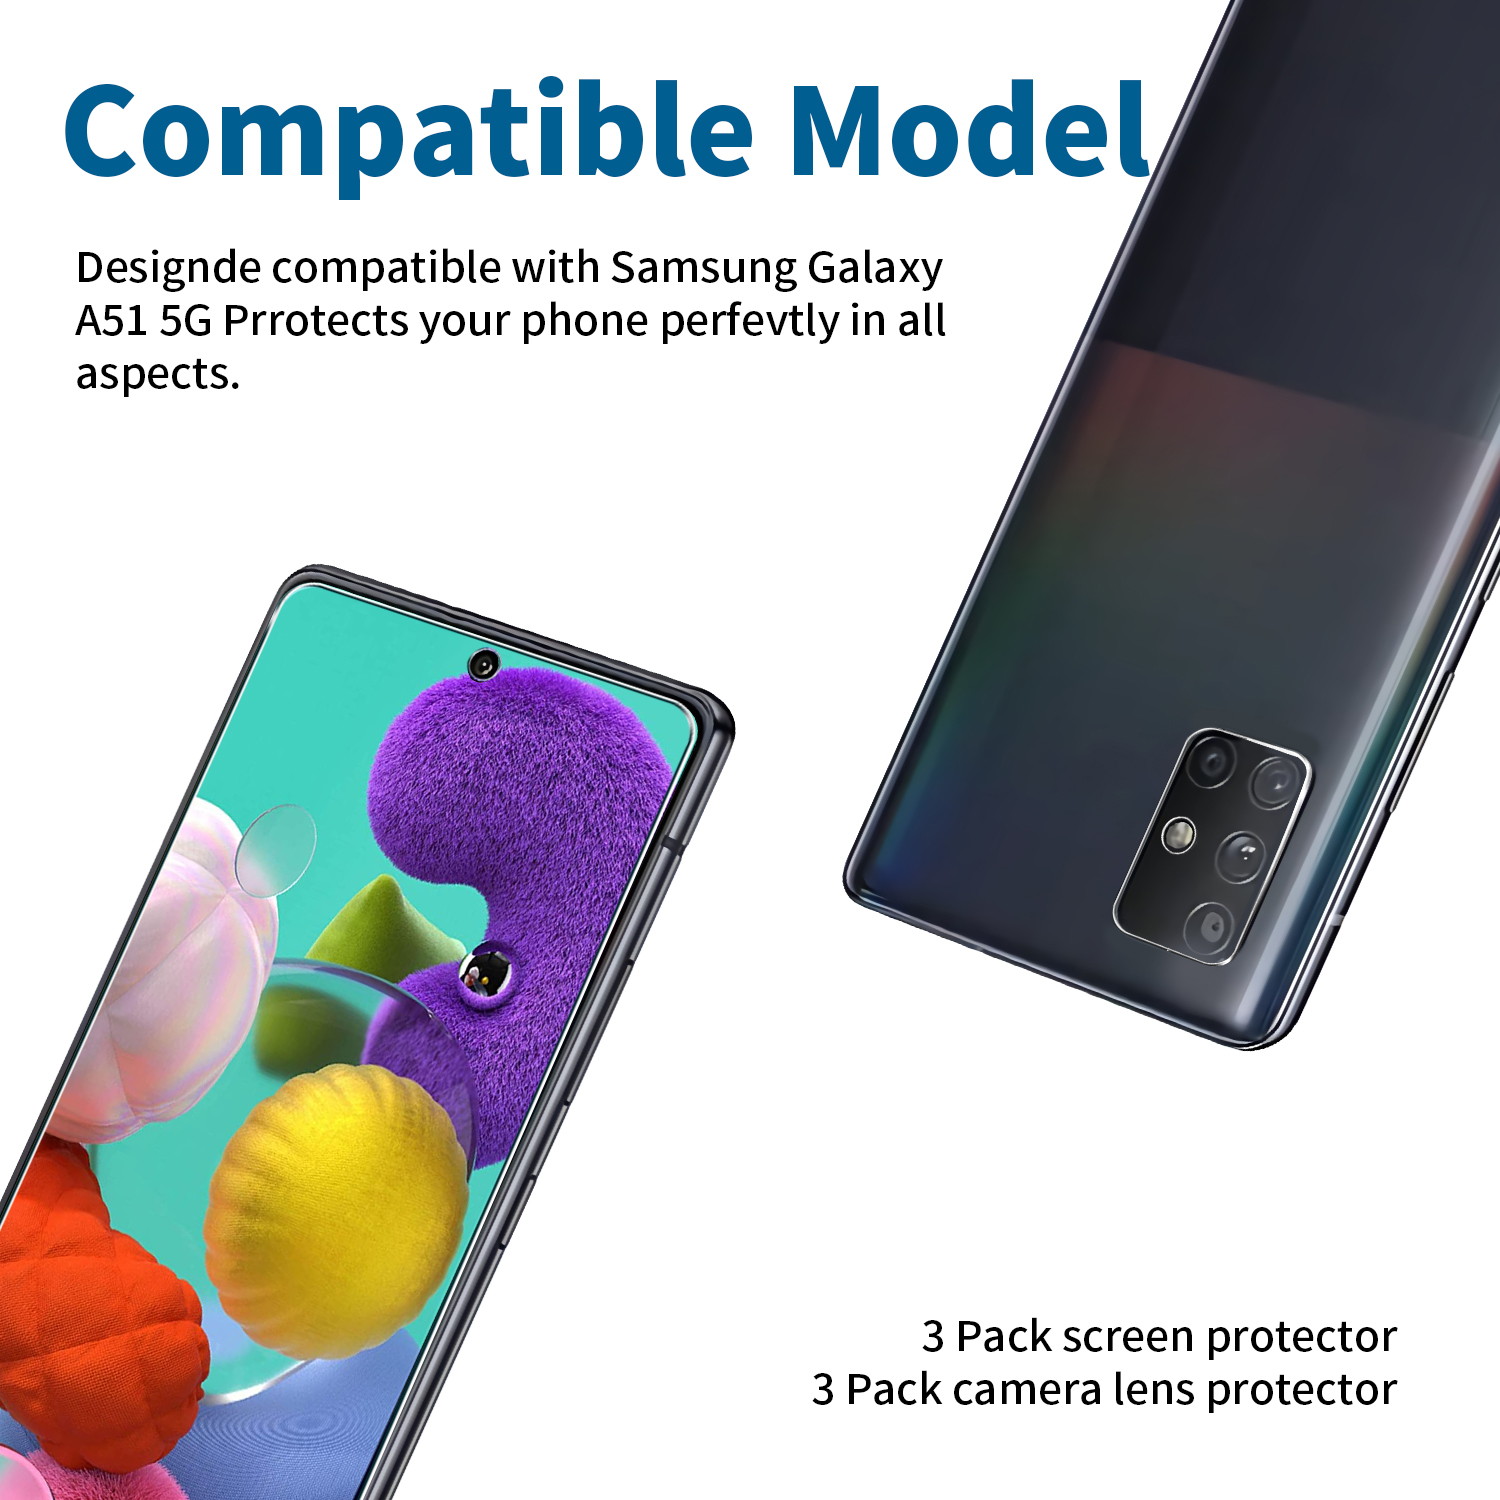 Compatible Model
Designde compatible with Samsung Galaxy
A51 5G Prrotects your phone perfevtly in all
aspects.
3 Pack screen protector
3 Pack camera lens protector